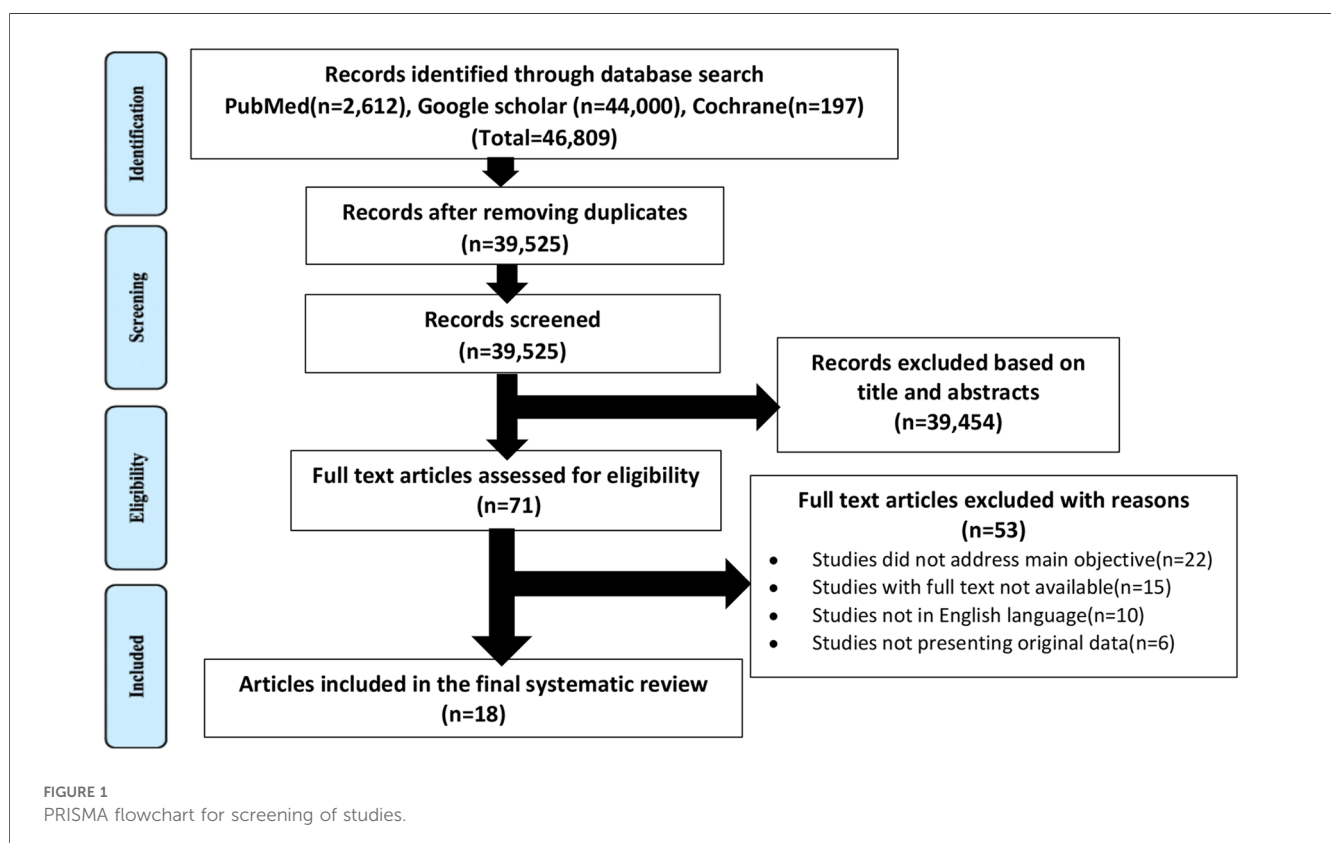 Identification
Records identified through database search
PubMed(n=2,612), Google scholar (n=44,000), Cochrane(n=197)
(Total=46,809)
Records after removing duplicates
(n=39,525)
Screening
Records screened
(n=39,525)
Records excluded based on
title and abstracts
(n=39,454)
Eligibility
Full text articles assessed for eligibility
(n=71)
Full text articles excluded with reasons
(n=53)
• Studies did not address main objective(n=22)
• Studies with full text not available(n=15)
• Studies not in English language(n=10)
• Studies not presenting original data(n=6)
Included
Articles included in the final systematic review
(n=18)
FIGURE 1
PRISMA flowchart for screening of studies.